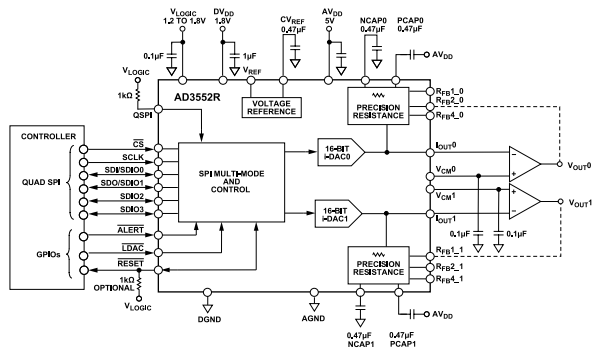 VLOGIC
1.2 TO 1.8V
DVDD
1.8V
CVREF
0.47µF
AVDD
5V
NCAP0
0.47µF
PCAP0
0.47µF
AVDD
0.1µF
1µF
VREF
VLOGIC
1kΩ
QSPI
AD3552R
VOLTAGE
REFERENCE
PRECISION
RESISTANCE
RFB1_0
RFB2_0
RFB4_0
CONTROLLER
QUAD SPI
CS
SCLK
SDI/SDIO0
SDO/SDIO1
SDIO2
SDIO3
SPI MULTI-MODE
AND
CONTROL
16-BIT
i-DAC0
IOUT0
VCM0
VCM1
VOUT0
16-BIT
i-DAC1
IOUT1
VOUT1
0.1µF
0.1µF
GPIOs
ALERT
LDAC
RESET
1kΩ
OPTIONAL
VLOGIC
PRECISION
RESISTANCE
RFB1_1
RFB2_1
RFB4_1
DGND
AGND
0.47µF
NCAP1
0.47µF
PCAP1
AVDD